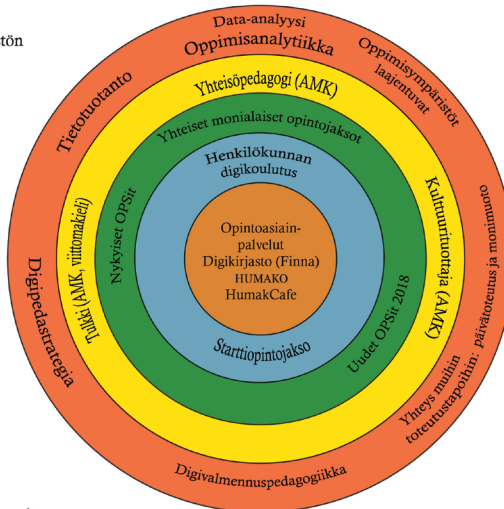 stön
Data-analyysi
Oppimisanalytiikka
Oppimisympäristöt
laajentuvat
Tietotuotanto
Digipedastrategia
Yhteys muihin
toteutustapoihin: päivätoteutus ja monimuoto
Yhteisöpedagogi (AMK)
Kulttuurituottaja (AMK)
Tulkki (AMK, viittomakieli)
Digivalmennuspedagogiikka
Yhteiset monialaiset opintojaksot
Nykyiset OPSit
Uudet OPSit 2018
Henkilökunnan
digikoulutus
Starttiopintojakso
Opintoasiain-
palvelut
Digikirjasto (Finna)
HUMAKO
HumakCafe